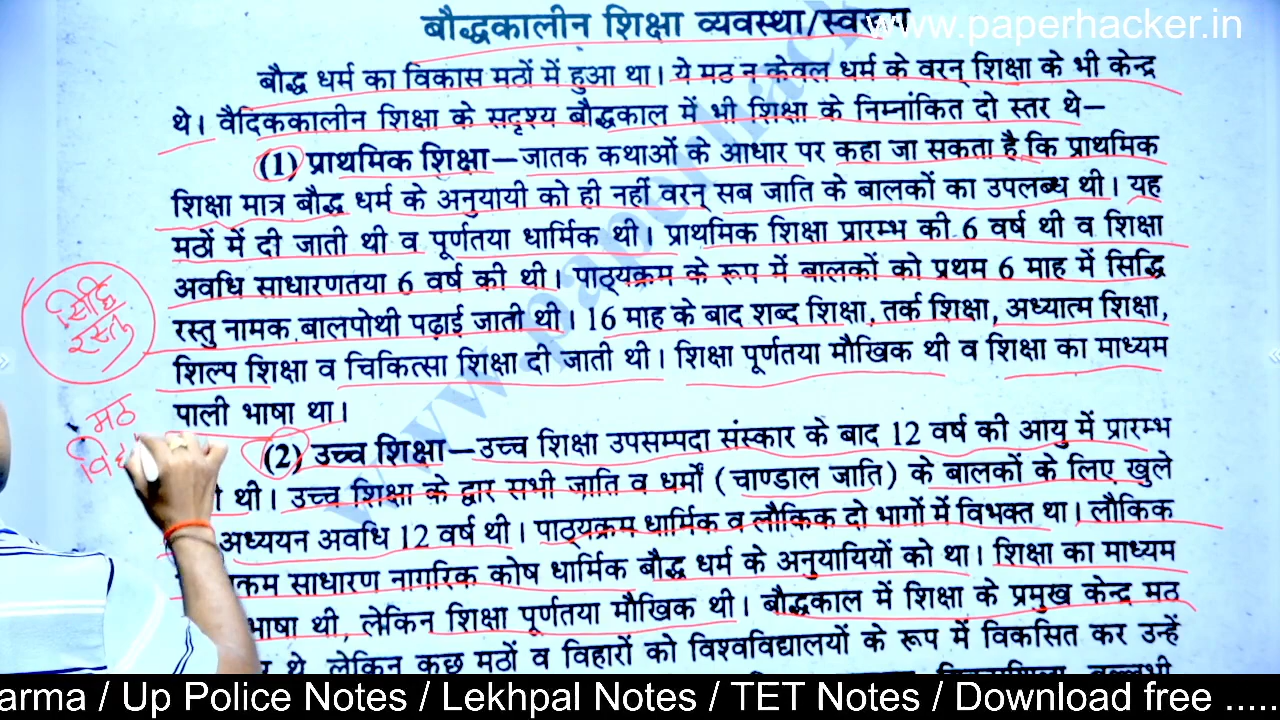 बौद्धकालीन शिक्षा व्यवस्था/स्वरूप
www.paperhacker.in
बौद्ध धर्म का विकास मठों में हुआ था। ये मठ न केवल धर्म के वरन् शिक्षा के भी केन्द्र
थे। वैदिककालीन शिक्षा के सदृश्य बौद्धकाल में भी शिक्षा के निम्नांकित दो स्तर थे–
(1) प्राथमिक शिक्षा–जातक कथाओं के आधार पर कहा जा सकता है कि प्राथमिक
शिक्षा मात्र बौद्ध धर्म के अनुयायी को ही नहीं वरन् सब जाति के बालकों का उपलब्ध थी। यह
मठों में दी जाती थी व पूर्णतया धार्मिक थी। प्राथमिक शिक्षा प्रारम्भ की 6 वर्ष थी व शिक्षा
अवधि साधारणतया 6 वर्ष की थी। पाठ्यक्रम के रूप में बालकों को प्रथम 6 माह में सिद्धि
रस्तु नामक बालपोथी पढ़ाई जाती थी। 16 माह के बाद शब्द शिक्षा, तर्क शिक्षा, अध्यात्म शिक्षा,
शिल्प शिक्षा व चिकित्सा शिक्षा दी जाती थी। शिक्षा पूर्णतया मौखिक थी व शिक्षा का माध्यम
पाली भाषा था।
सिद्धि
रस्तु
मठ
(2) उच्च शिक्षा–उच्च शिक्षा उपसम्पदा संस्कार के बाद 12 वर्ष की आयु में प्रारम्भ
थी। उच्च शिक्षा के द्वार सभी जाति व धर्मों (चाण्डाल जाति) के बालकों के लिए खुले
अध्ययन अवधि 12 वर्ष थी। पाठ्यक्रम धार्मिक व लौकिक दो भागों में विभक्त था। लौकिक
साधारण नागरिक कोष धार्मिक बौद्ध धर्म के अनुयायियों को था। शिक्षा का माध्यम
भाषा थी, लेकिन शिक्षा पूर्णतया मौखिक थी। बौद्धकाल में शिक्षा के प्रमुख केन्द्र मठ
थे, लेकिन कुछ मठों व विहारों को विश्वविद्यालयों के रूप में विकसित कर उन्हें
arma / Up Police Notes / Lekhpal Notes / TET Notes / Download free .....